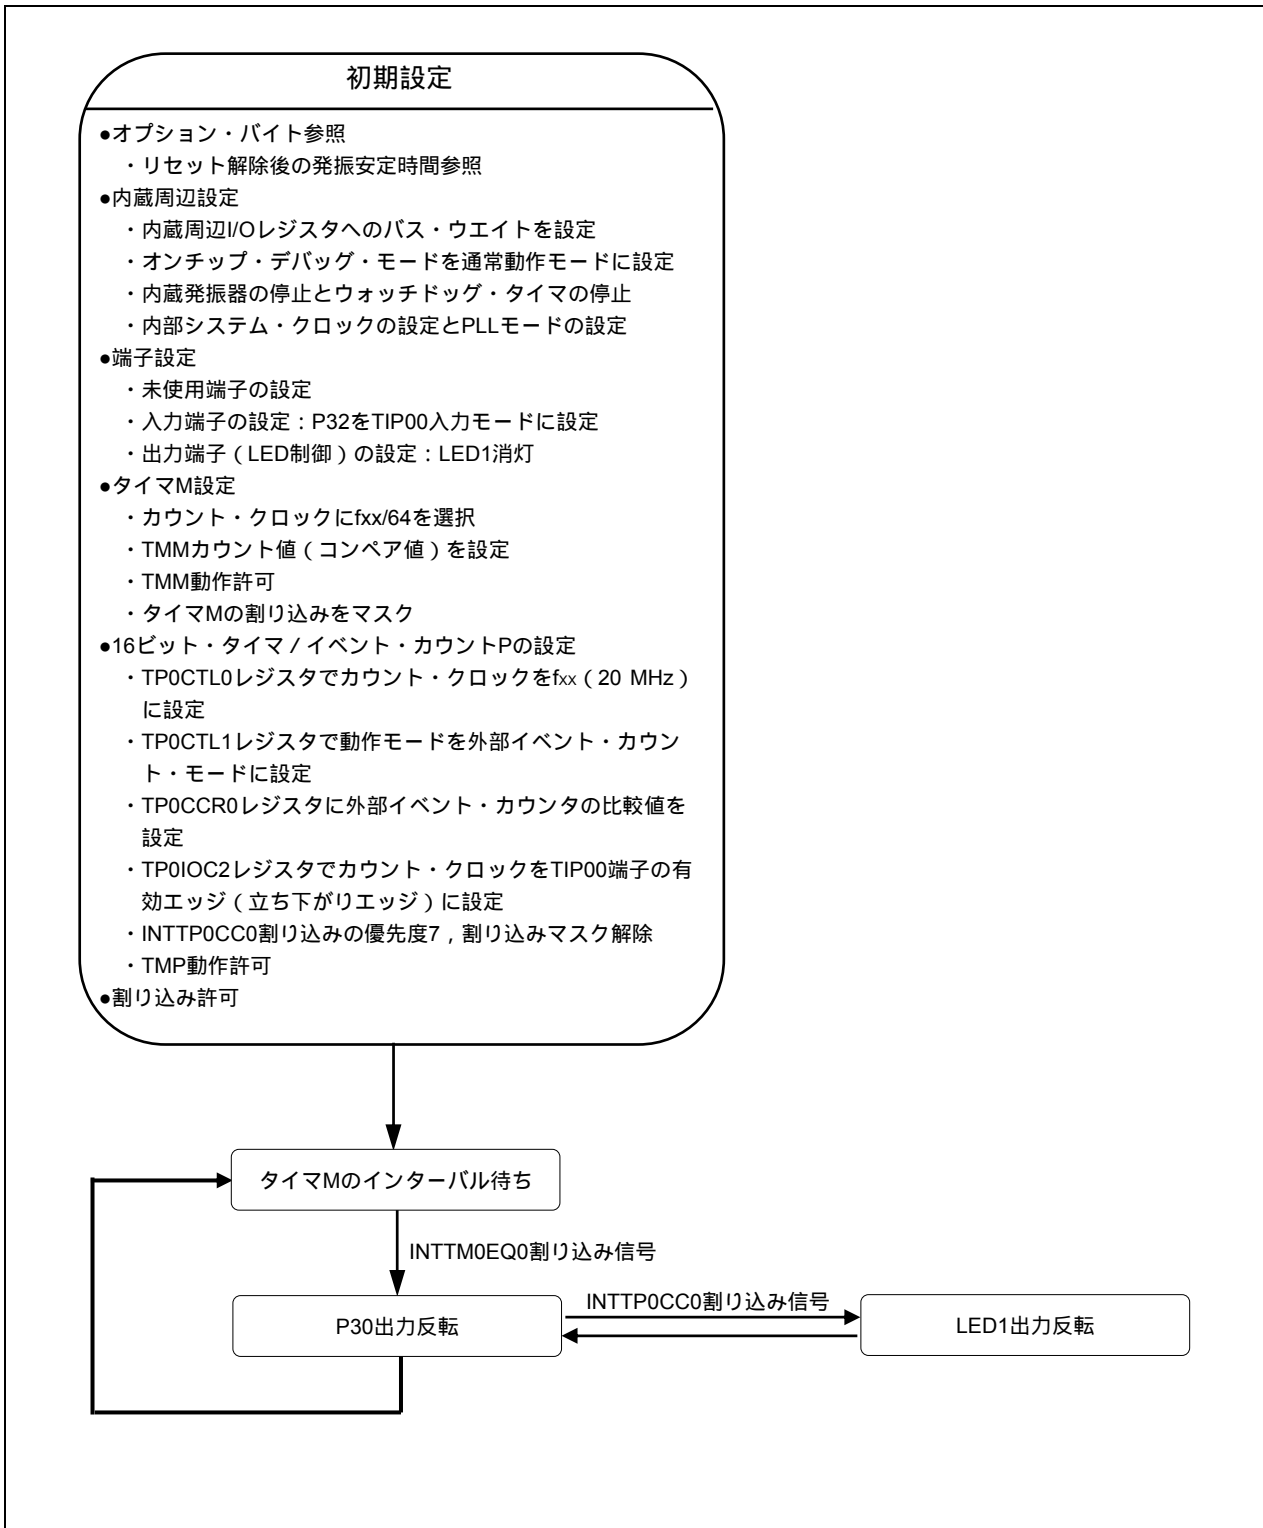 初期設定
●オプション・バイト参照
・リセット解除後の発振安定時間参照
●内蔵周辺設定
・内蔵周辺I/Oレジスタへのバス・ウエイトを設定
・オンチップ・デバッグ・モードを通常動作モードに設定
・内蔵発振器の停止とウォッチドッグ・タイマの停止
・内部システム・クロックの設定とPLLモードの設定
●端子設定
・未使用端子の設定
・入力端子の設定：P32をTIP00入力モードに設定
・出力端子（LED制御）の設定：LED1消灯
●タイマM設定
・カウント・クロックにfxx/64を選択
・TMMカウント値（コンペア値）を設定
・TMM動作許可
・タイマMの割り込みをマスク
●16ビット・タイマ／イベント・カウントPの設定
・TP0CTL0レジスタでカウント・クロックをfxx（20 MHz）
に設定
・TP0CTL1レジスタで動作モードを外部イベント・カウン
ト・モードに設定
・TP0CCR0レジスタに外部イベント・カウンタの比較値を
設定
・TP0IOC2レジスタでカウント・クロックをTIP00端子の有
効エッジ（立ち下がりエッジ）に設定
・INTTP0CC0割り込みの優先度7，割り込みマスク解除
・TMP動作許可
●割り込み許可
タイマMのインターバル待ち
INTTM0EQ0割り込み信号
INTTP0CC0割り込み信号
P30出力反転
LED1出力反転